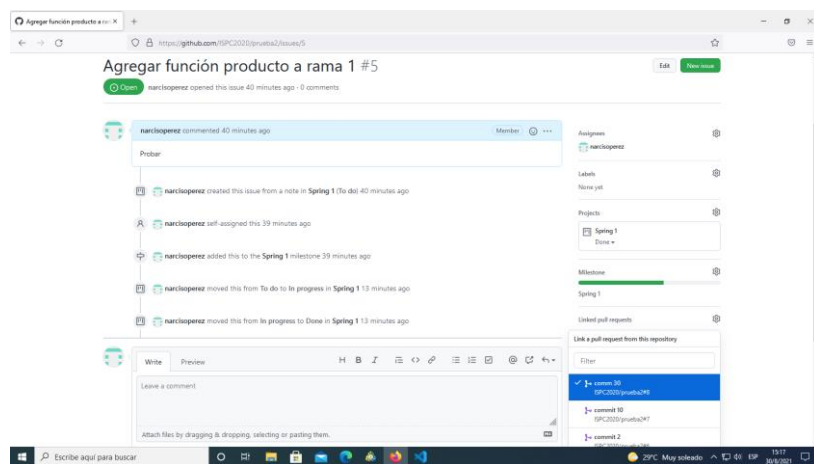 Agregar función producto a ram
https://github.com/ISPC2020/prueba2/issues/5
Agregar función producto a rama 1 #5
Edit
New issue
Open
narcisoperez opened this issue 40 minutes ago · 0 comments
narcisoperez commented 40 minutes ago
Member
Probar
narcisoperez created this issue from a note in Spring 1 (To do) 40 minutes ago
narcisoperez self-assigned this 39 minutes ago
narcisoperez added this to the Spring 1 milestone 39 minutes ago
narcisoperez moved this from To do to In progress in Spring 1 13 minutes ago
narcisoperez moved this from In progress to Done in Spring 1 13 minutes ago
Assignees
narcisoperez
Labels
None yet
Projects
Spring 1
Done
Milestone
Spring 1
Linked pull requests
Link a pull request from this repository
Filter
comm 30
ISPC2020/prueba2#8
commit 10
ISPC2020/prueba2#7
commit 2
Write
Preview
H B I
Leave a comment
Attach files by dragging & dropping, selecting or pasting them.
Escribe aquí para buscar
29°C Muy soleado
ESP
15:17
30/8/2021